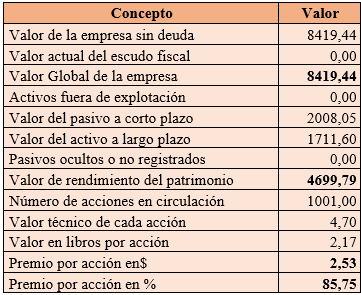 Concepto Valor
Valor de la empresa sin deuda 8419,44
Valor actual del escudo fiscal 0,00
Valor Global de la empresa 8419,44
Activos fuera de explotación 0,00
Valor del pasivo a corto plazo 2008,05
Valor del activo a largo plazo 1711,60
Pasivos ocultos o no registrados 0,00
Valor de rendimiento del patrimonio 4699,79
Número de acciones en circulación 1001,00
Valor técnico de cada acción 4,70
Valor en libros por acción 2,17
Premio por acción en$ 2,53
Premio por acción en % 85,75